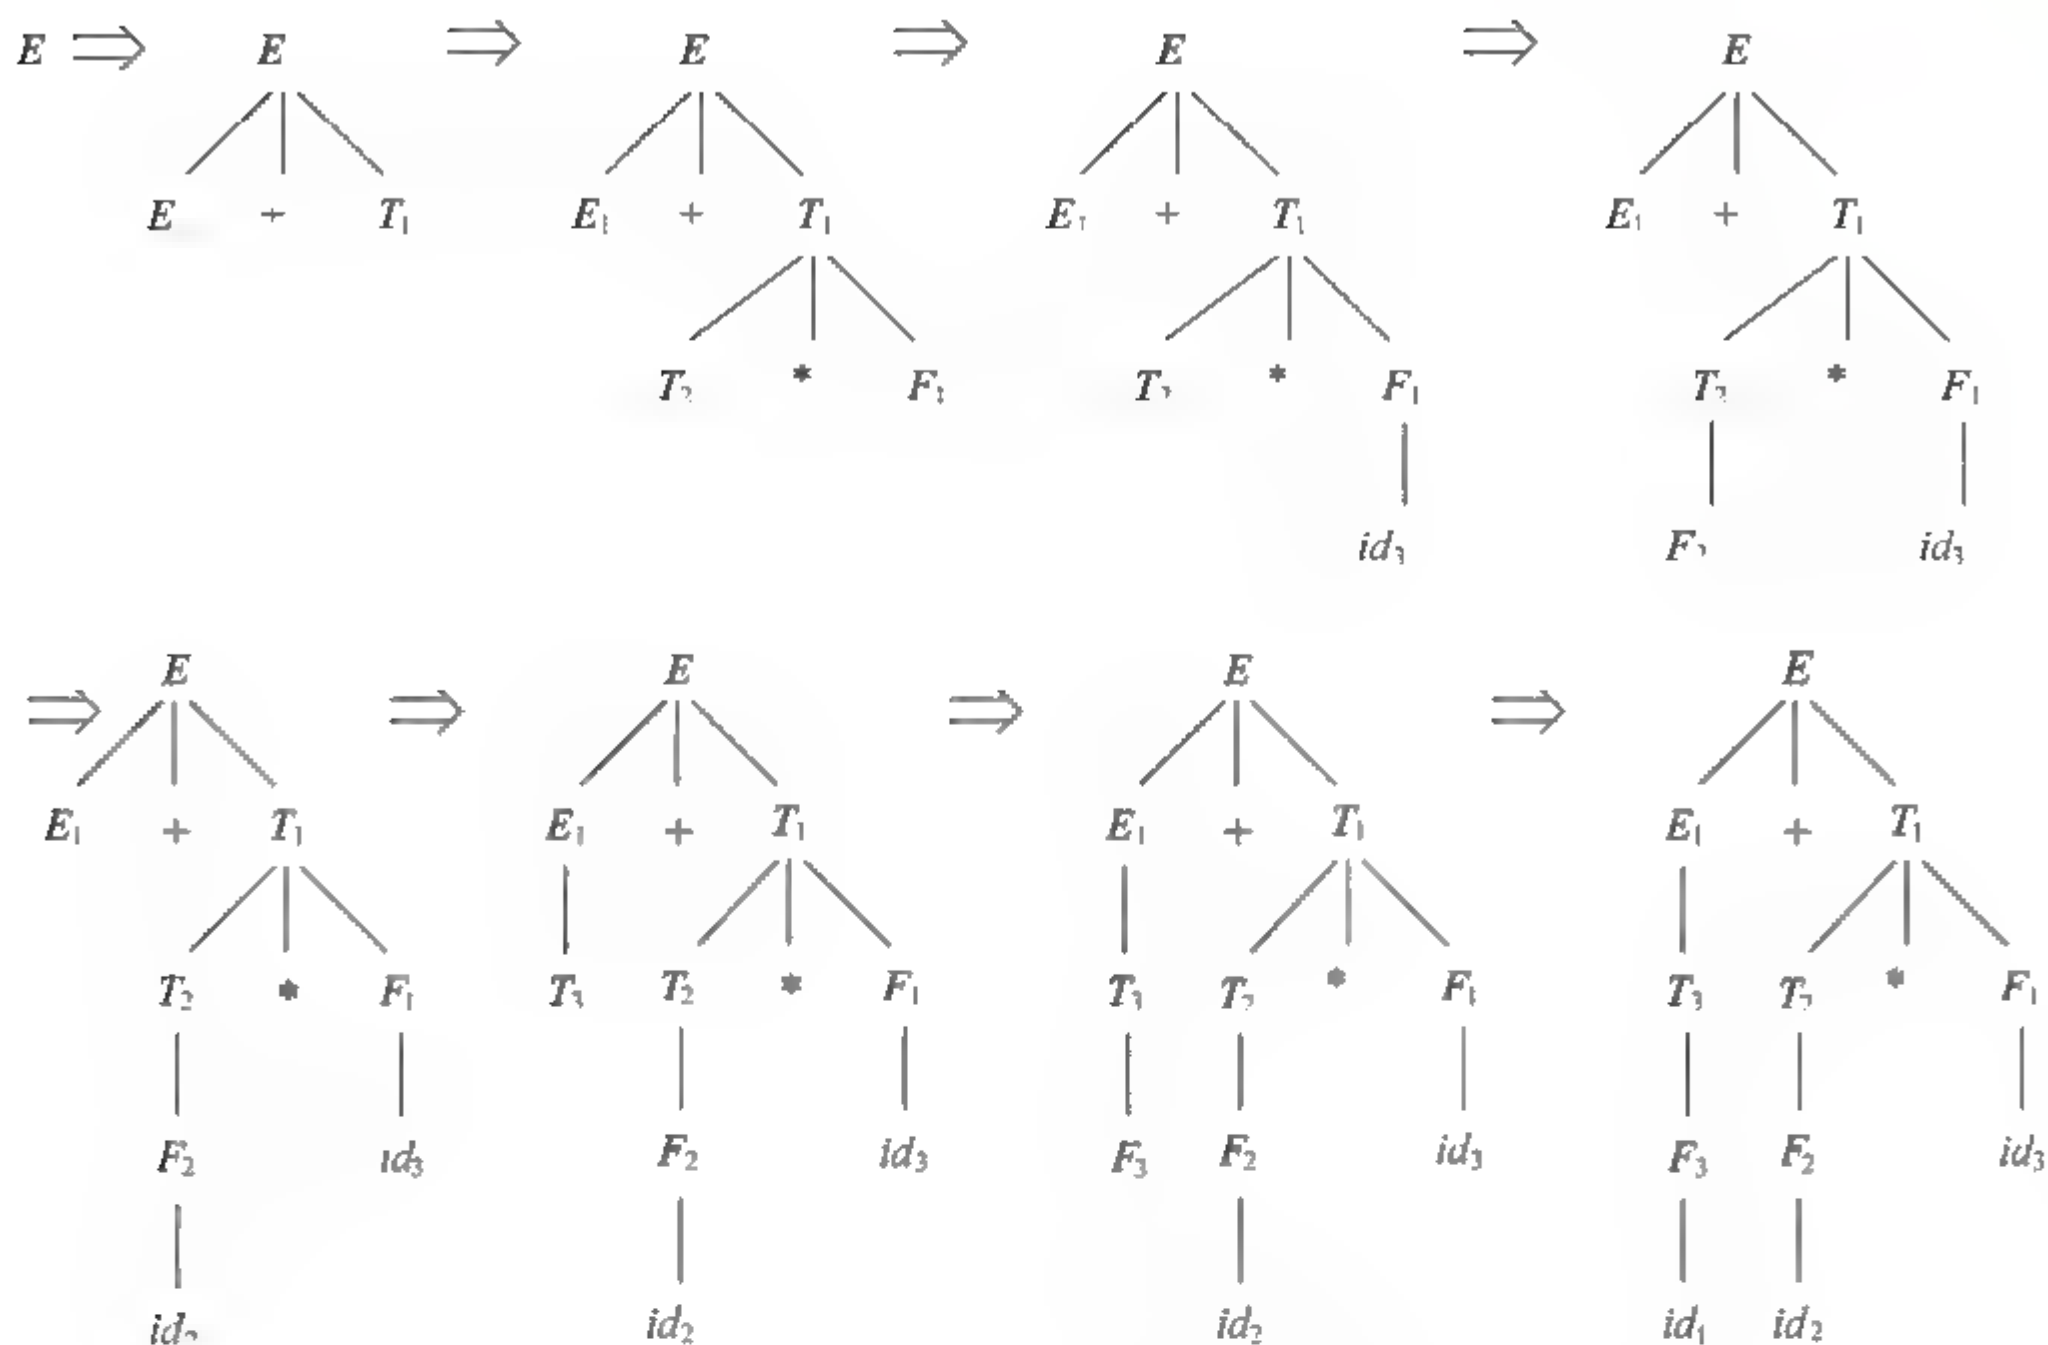 E ⇒ E ⇒ E ⇒ E ⇒ E
E + T₁ E₁ + T₁ E₁ + T₁ E₁ + T₁
T₂ * F₁ T₂ * F₁ T₂ * F₁
id₃ F₂ id₃
⇒ E ⇒ E ⇒ E ⇒ E
E₁ + T₁ E₁ + T₁ E₁ + T₁ E₁ + T₁
T₂ * F₁ T₃ T₂ * F₁ T₃ T₂ * F₁ T₃ T₂ * F₁
F₂ id₃ F₂ id₃ F₃ F₂ id₃ F₃ F₂ id₃
id₂ id₂ id₂ id₁ id₂